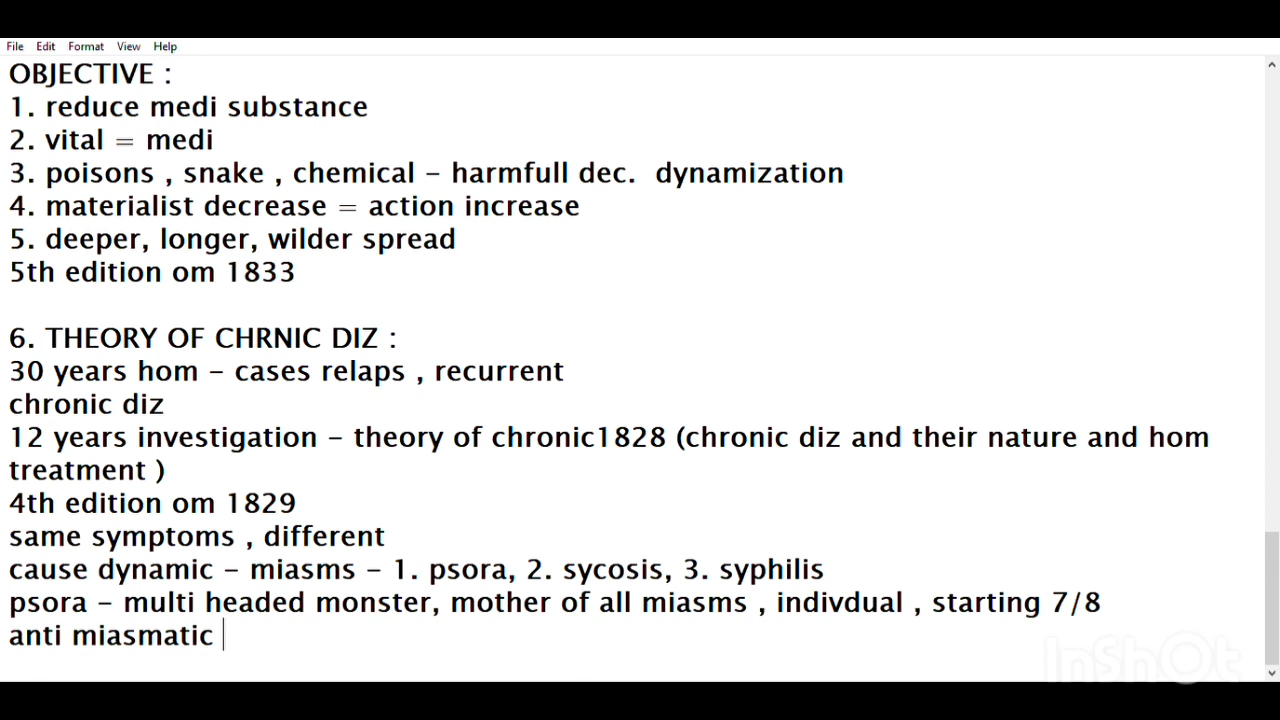 File Edit Format View Help
OBJECTIVE :
1. reduce medi substance
2. vital = medi
3. poisons , snake , chemical - harmfull dec.  dynamization
4. materialist decrease = action increase
5. deeper, longer, wilder spread
5th edition om 1833
6. THEORY OF CHRNIC DIZ :
30 years hom - cases relaps , recurrent
chronic diz
12 years investigation - theory of chronic1828 (chronic diz and their nature and hom
treatment )
4th edition om 1829
same symptoms , different
cause dynamic - miasms - 1. psora, 2. sycosis, 3. syphilis
psora - multi headed monster, mother of all miasms , indivdual , starting 7/8
anti miasmatic
InShOt